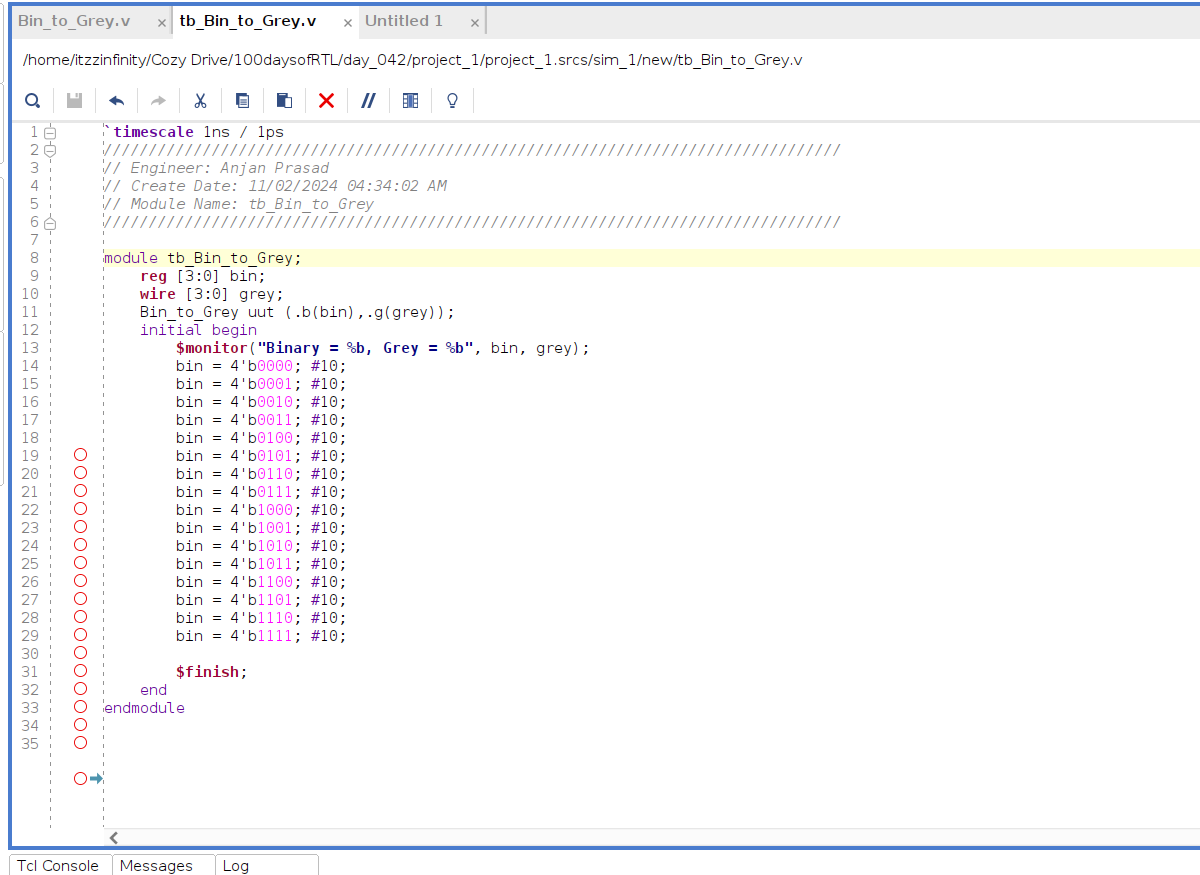 Bin_to_Grey.v × tb_Bin_to_Grey.v × Untitled 1 ×
/home/itzzinfinity/Cozy Drive/100daysofRTL/day_042/project_1/project_1.srcs/sim_1/new/tb_Bin_to_Grey.v
1 `timescale 1ns / 1ps
2 //////////////////////////////////////////////////////////////////////////////////
3 // Engineer: Anjan Prasad
4 // Create Date: 11/02/2024 04:34:02 AM
5 // Module Name: tb_Bin_to_Grey
6 //////////////////////////////////////////////////////////////////////////////////
7
8 module tb_Bin_to_Grey;
9 reg [3:0] bin;
10 wire [3:0] grey;
11 Bin_to_Grey uut (.b(bin),.g(grey));
12 initial begin
13 $monitor("Binary = %b, Grey = %b", bin, grey);
14 bin = 4'b0000; #10;
15 bin = 4'b0001; #10;
16 bin = 4'b0010; #10;
17 bin = 4'b0011; #10;
18 bin = 4'b0100; #10;
19 bin = 4'b0101; #10;
20 bin = 4'b0110; #10;
21 bin = 4'b0111; #10;
22 bin = 4'b1000; #10;
23 bin = 4'b1001; #10;
24 bin = 4'b1010; #10;
25 bin = 4'b1011; #10;
26 bin = 4'b1100; #10;
27 bin = 4'b1101; #10;
28 bin = 4'b1110; #10;
29 bin = 4'b1111; #10;
30
31 $finish;
32 end
33 endmodule
34
35
Tcl Console Messages Log